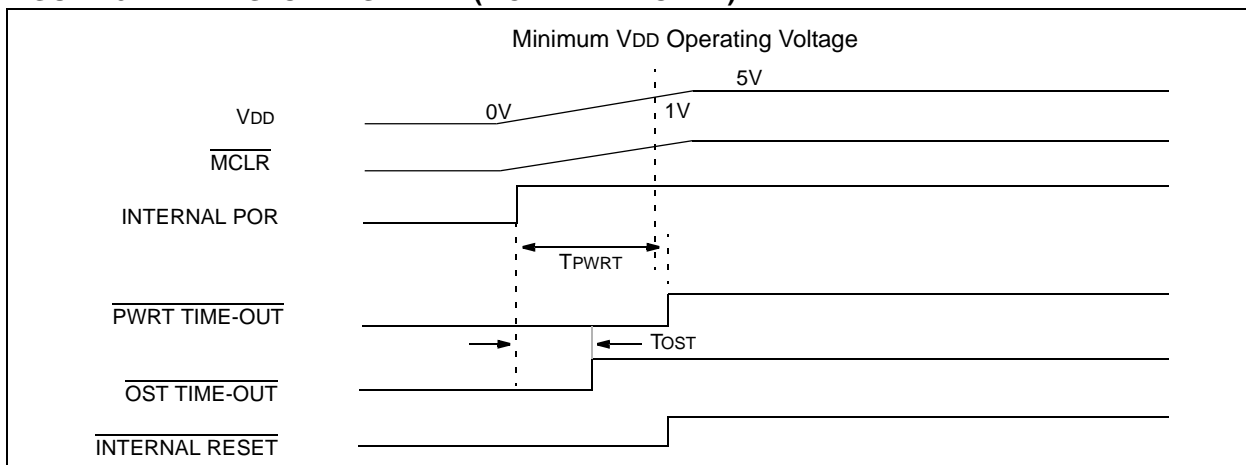 Minimum VDD Operating Voltage
5V
VDD
0V
1V
MCLR
INTERNAL POR
TPWRT
PWRT TIME-OUT
TOST
OST TIME-OUT
INTERNAL RESET